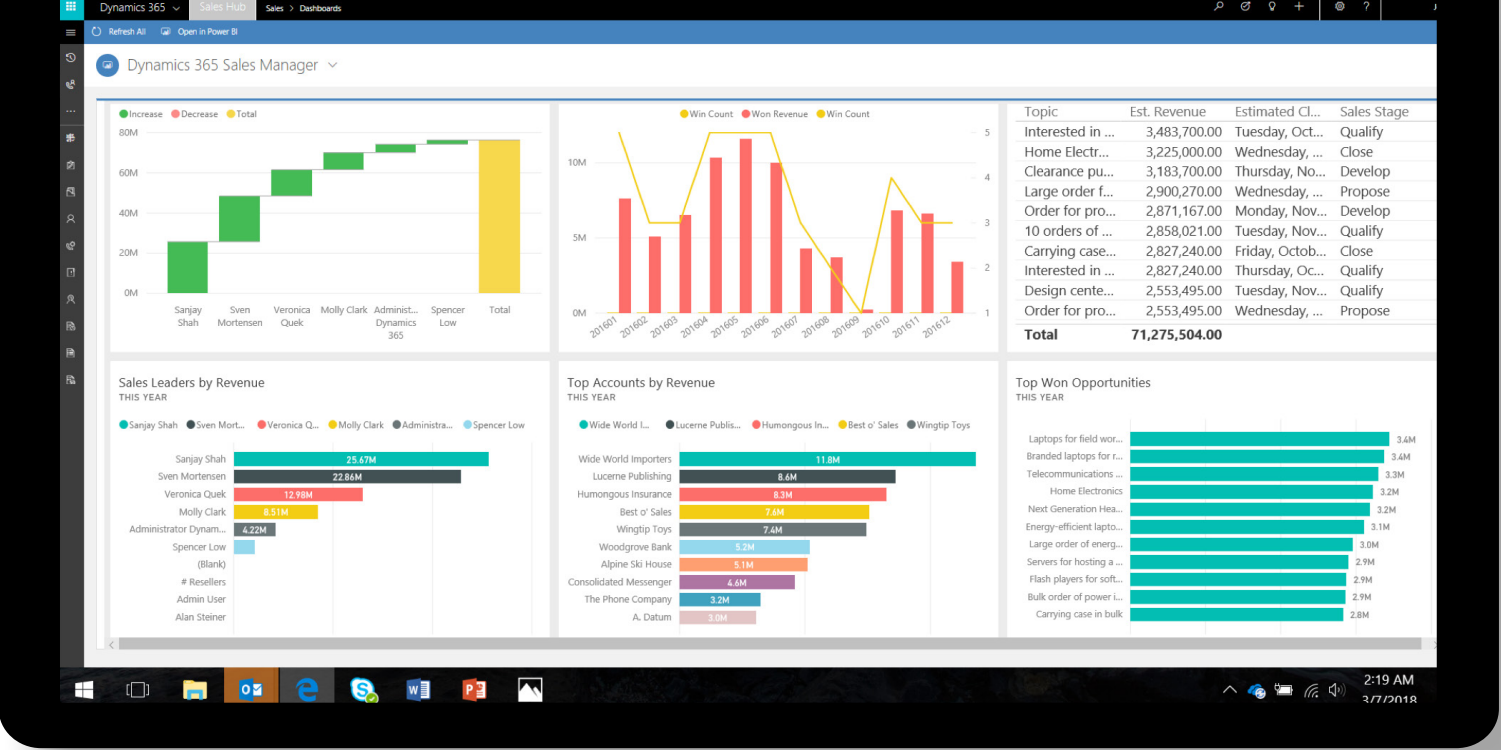 Dynamics 365 Sales Hub Sales > Dashboards
Refresh All Open in Power BI
Dynamics 365 Sales Manager
Increase Decrease Total
80M
60M
40M
20M
0M
Sanjay Shah
Sven Mortensen
Veronica Quek
Molly Clark
Administ... Dynamics 365
Spencer Low
Total
Win Count Won Revenue Win Count
10M
5M
0M
5
4
3
2
1
201601 201602 201603 201604 201605 201606 201607 201608 201609 201610 201611 201612
Topic Est. Revenue Estimated Cl... Sales Stage
Interested in ... 3,483,700.00 Tuesday, Oct... Qualify
Home Electr... 3,225,000.00 Wednesday, ... Close
Clearance pu... 3,183,700.00 Thursday, No... Develop
Large order f... 2,900,270.00 Wednesday, ... Propose
Order for pro... 2,871,167.00 Monday, Nov... Develop
10 orders of ... 2,858,021.00 Tuesday, Nov... Qualify
Carrying case... 2,827,240.00 Friday, Octob... Close
Interested in ... 2,827,240.00 Thursday, Oc... Qualify
Design cente... 2,553,495.00 Tuesday, Nov... Qualify
Order for pro... 2,553,495.00 Wednesday, ... Propose
Total 71,275,504.00
Sales Leaders by Revenue
THIS YEAR
Sanjay Shah Sven Mort... Veronica Q... Molly Clark Administra... Spencer Low
Sanjay Shah 25.67M
Sven Mortensen 22.86M
Veronica Quek 12.98M
Molly Clark 8.51M
Administrator Dynam... 4.22M
Spencer Low
(Blank)
# Resellers
Admin User
Alan Steiner
Top Accounts by Revenue
THIS YEAR
Wide World I... Lucerne Publis... Humongous In... Best o' Sales Wingtip Toys
Wide World Importers 11.8M
Lucerne Publishing 8.6M
Humongous Insurance 8.3M
Best o' Sales 7.6M
Wingtip Toys 7.4M
Woodgrove Bank 5.2M
Alpine Ski House 5.1M
Consolidated Messenger 4.6M
The Phone Company 3.2M
A. Datum 3.0M
Top Won Opportunities
THIS YEAR
Laptops for field wor... 3.4M
Branded laptops for r... 3.4M
Telecommunications ... 3.3M
Home Electronics 3.2M
Next Generation Hea... 3.2M
Energy-efficient lapto... 3.1M
Large order of energ... 3.0M
Servers for hosting a ... 2.9M
Flash players for soft... 2.9M
Bulk order of power i... 2.9M
Carrying case in bulk 2.8M
2:19 AM
3/7/2018